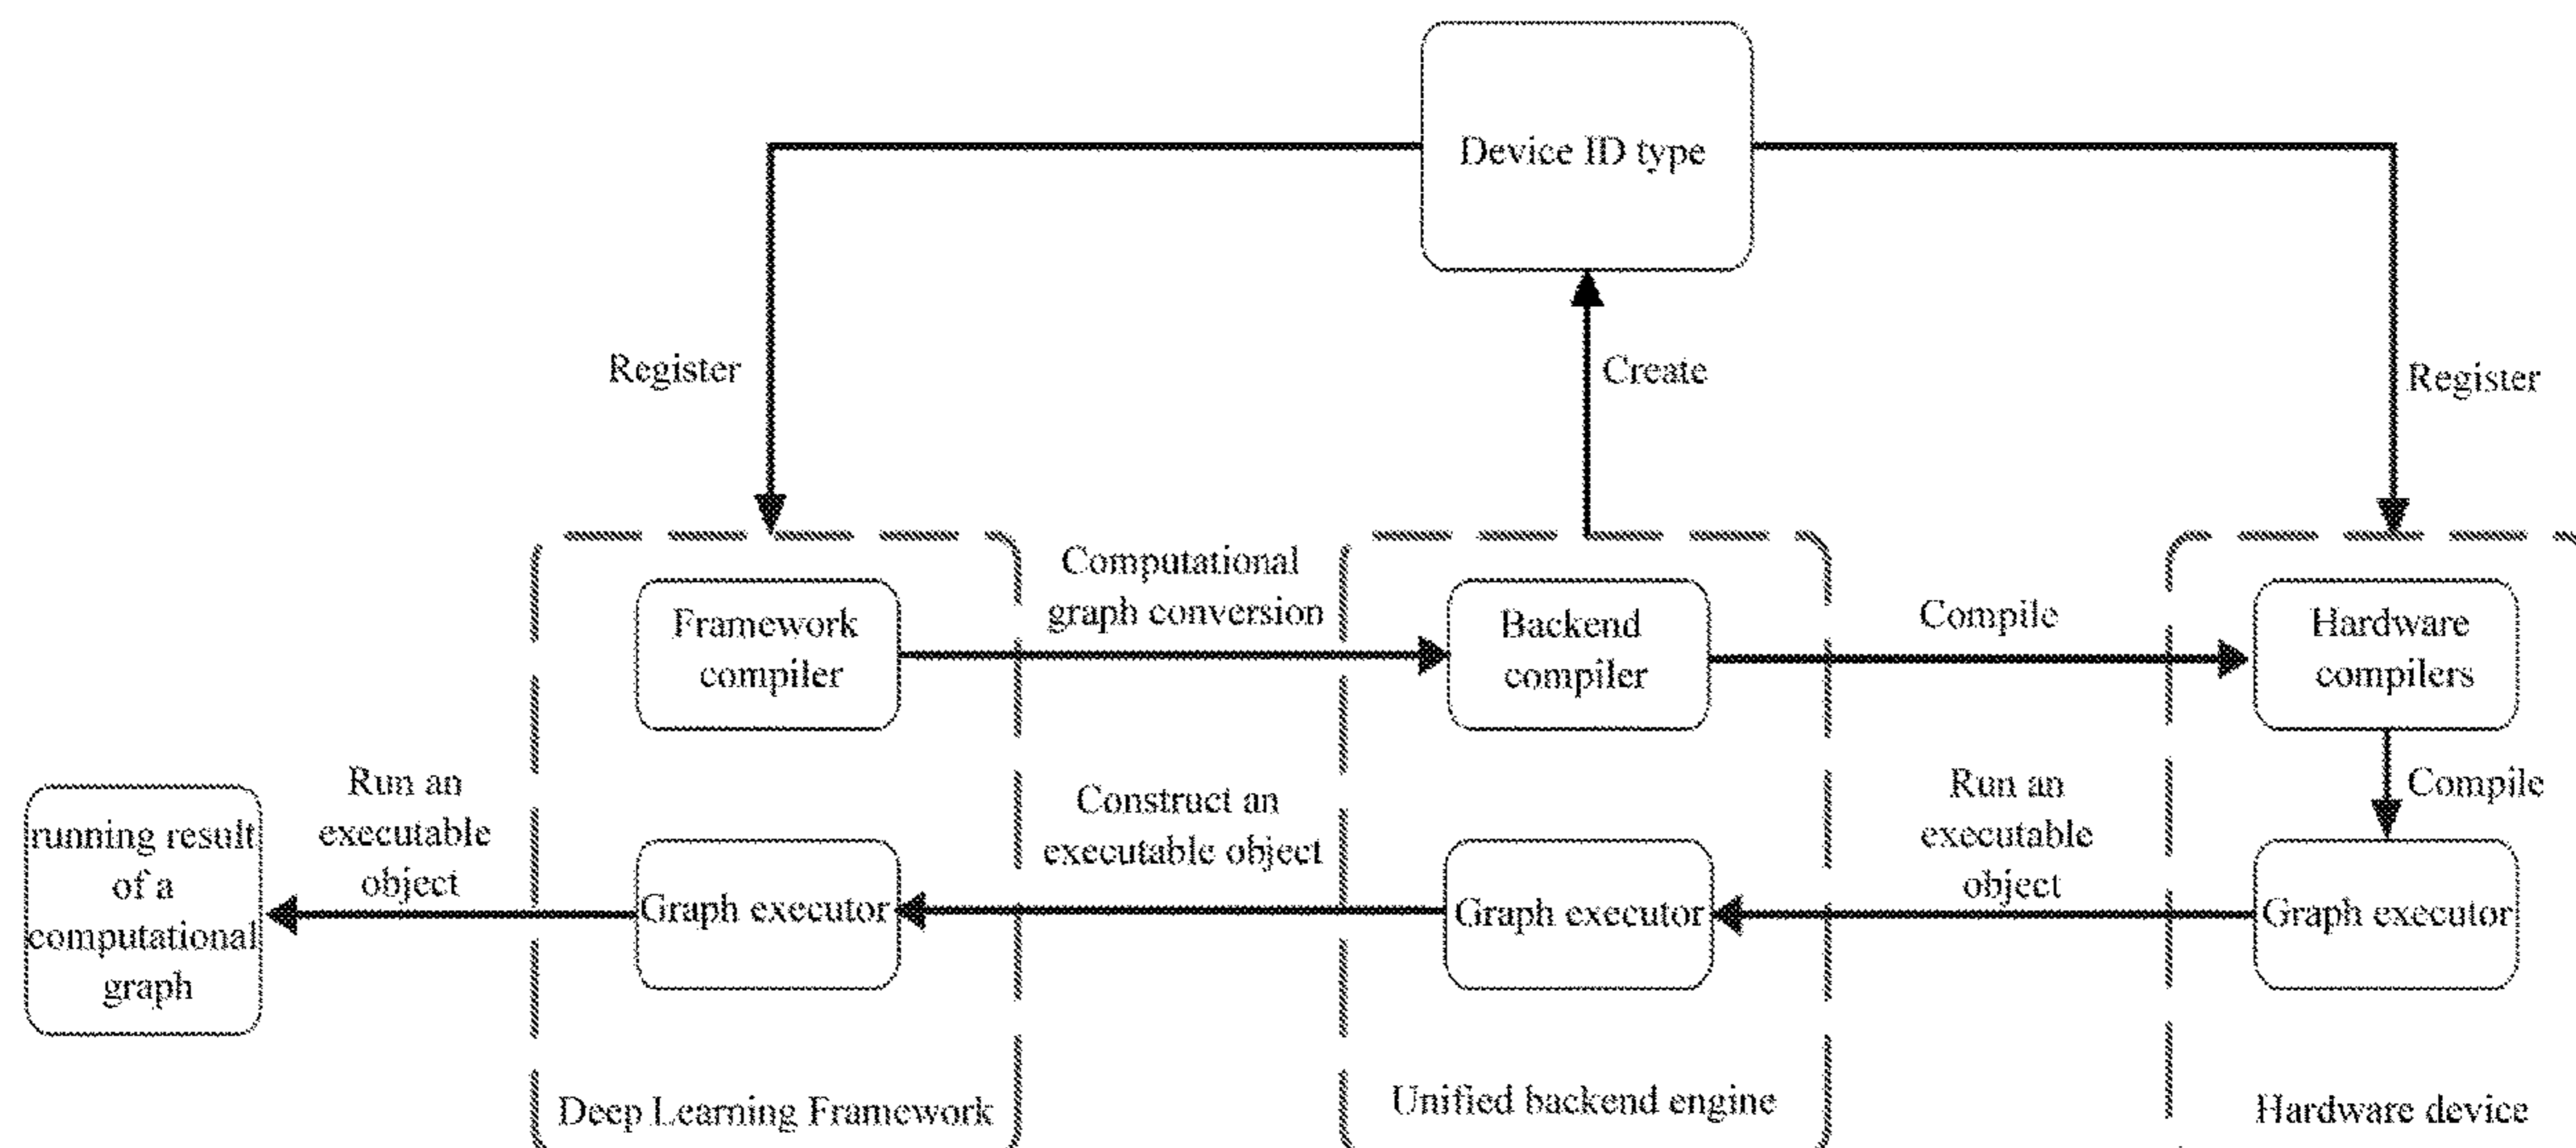 Device ID type
Register
Create
Register
Framework
compiler
Computational
graph conversion
Backend
compiler
Compile
Hardware
compilers
Compile
running result
of a
computational
graph
Run an
executable
object
Graph executor
Construct an
executable object
Graph executor
Run an
executable
object
Graph executor
Deep Learning Framework
Unified backend engine
Hardware device